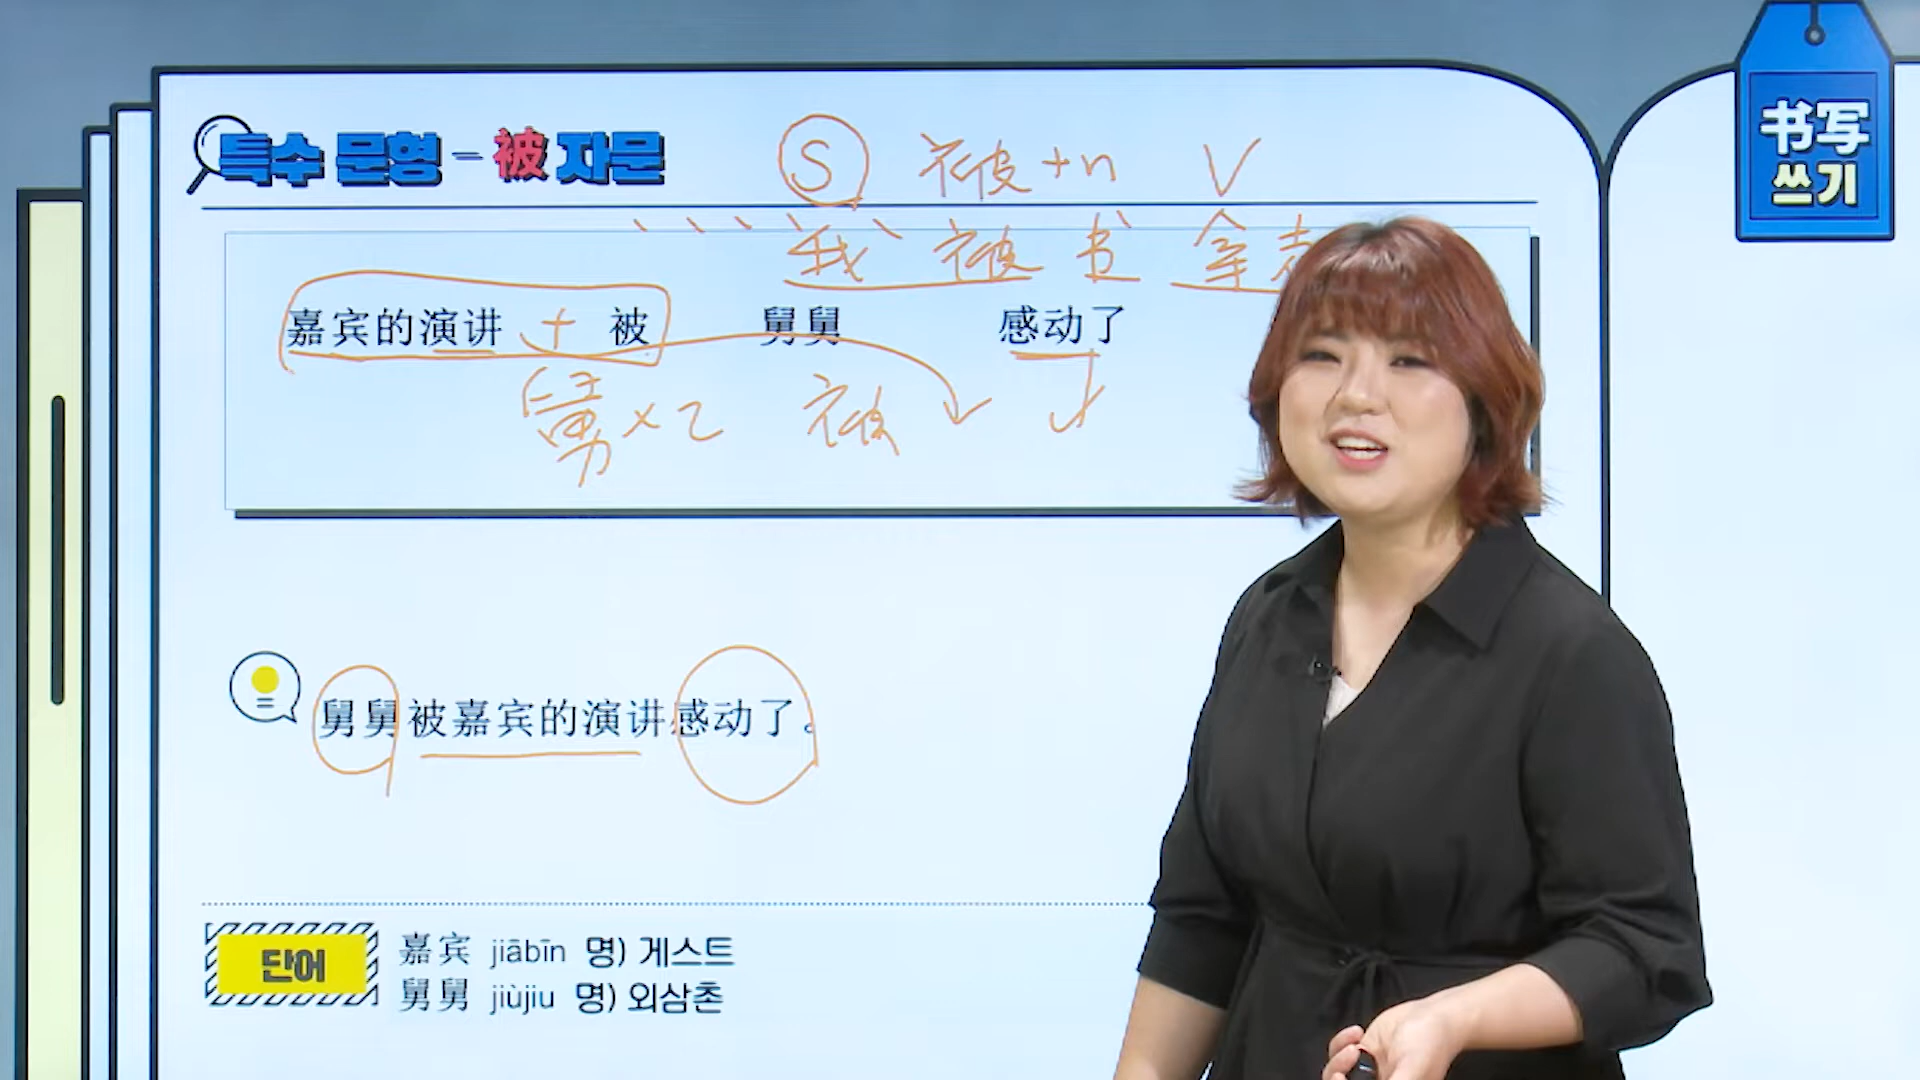 特수 문형 – 被 자문
S 被+n V
我 被 书 拿走
嘉宾的演讲 + 被 舅舅 感动了
舅×2 被
舅舅被嘉宾的演讲感动了。
단어
嘉宾 jiābīn 명) 게스트
舅舅 jiùjiu 명) 외삼촌
书写
쓰기